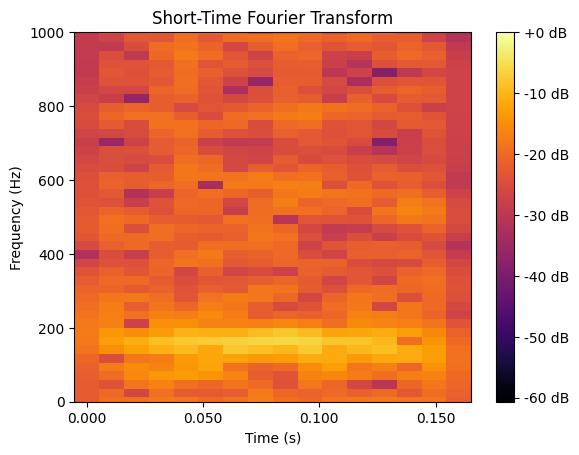 Short-Time Fourier Transform
1000
800
600
400
200
0
Frequency (Hz)
0.000
0.050
0.100
0.150
Time (s)
+0 dB
-10 dB
-20 dB
-30 dB
-40 dB
-50 dB
-60 dB